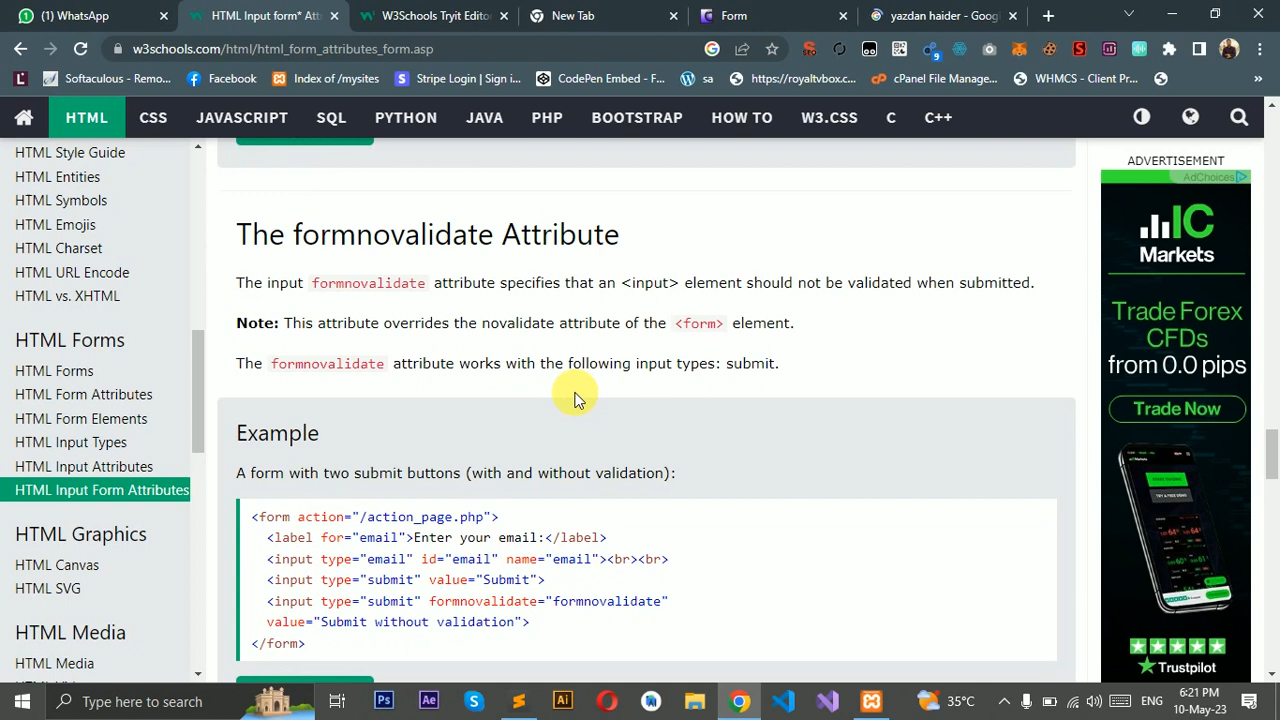 (1) WhatsApp
HTML Input form* Att
W3Schools Tryit Editor
New Tab
Form
yazdan haider - Goog
w3schools.com/html/html_form_attributes_form.asp
9
Softaculous - Remo...
Facebook
Index of /mysites
Stripe Login | Sign i...
CodePen Embed - F...
sa
https://royaltvbox.c...
cPanel File Manage...
WHMCS - Client Pr...
HTML
CSS
JAVASCRIPT
SQL
PYTHON
JAVA
PHP
BOOTSTRAP
HOW TO
W3.CSS
C
C++
HTML Style Guide
HTML Entities
HTML Symbols
HTML Emojis
HTML Charset
HTML URL Encode
HTML vs. XHTML
HTML Forms
HTML Forms
HTML Form Attributes
HTML Form Elements
HTML Input Types
HTML Input Attributes
HTML Input Form Attributes
HTML Graphics
HTML Canvas
HTML SVG
HTML Media
HTML Media
The formnovalidate Attribute
The input formnovalidate attribute specifies that an <input> element should not be validated when submitted.
Note: This attribute overrides the novalidate attribute of the <form> element.
The formnovalidate attribute works with the following input types: submit.
Example
A form with two submit buttons (with and without validation):
<form action="/action_page.php">
<label for="email">Enter your email:</label>
<input type="email" id="email" name="email"><br><br>
<input type="submit" value="Submit">
<input type="submit" formnovalidate="formnovalidate"
value="Submit without validation">
</form>
ADVERTISEMENT
AdChoices
IC
Markets
Trade Forex
CFDs
from 0.0 pips
Trade Now
Trustpilot
Type here to search
35°C
ENG
6:21 PM
10-May-23